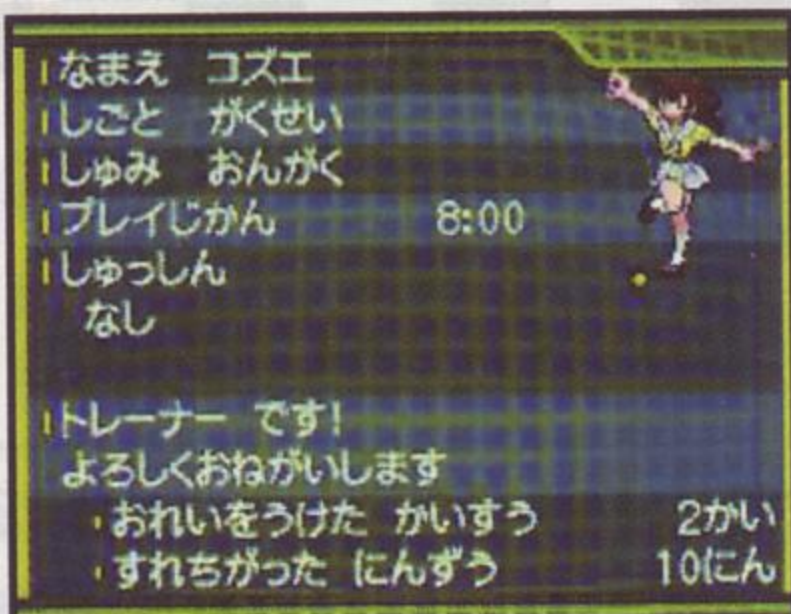 なまえ コズエ
しごと がくせい
しゅみ おんがく
プレイじかん 8:00
しゅっしん
なし
トレーナー です!
よろしくおねがいします
おれいをうけた かいすう 2かい
すれちがった にんずう 10にん